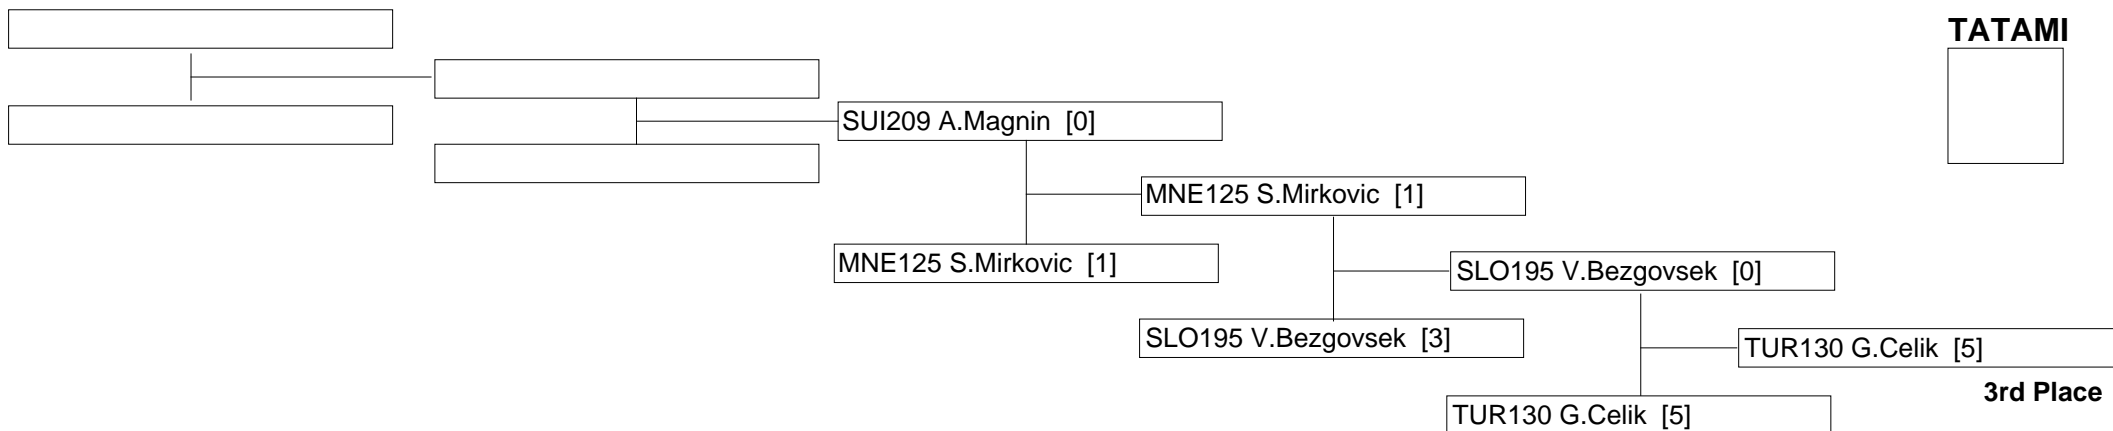 TATAMI
SUI209 A.Magnin [0]
MNE125 S.Mirkovic [1]
MNE125 S.Mirkovic [1]
SLO195 V.Bezgovsek [0]
SLO195 V.Bezgovsek [3]
TUR130 G.Celik [5]
3rd Place
TUR130 G.Celik [5]